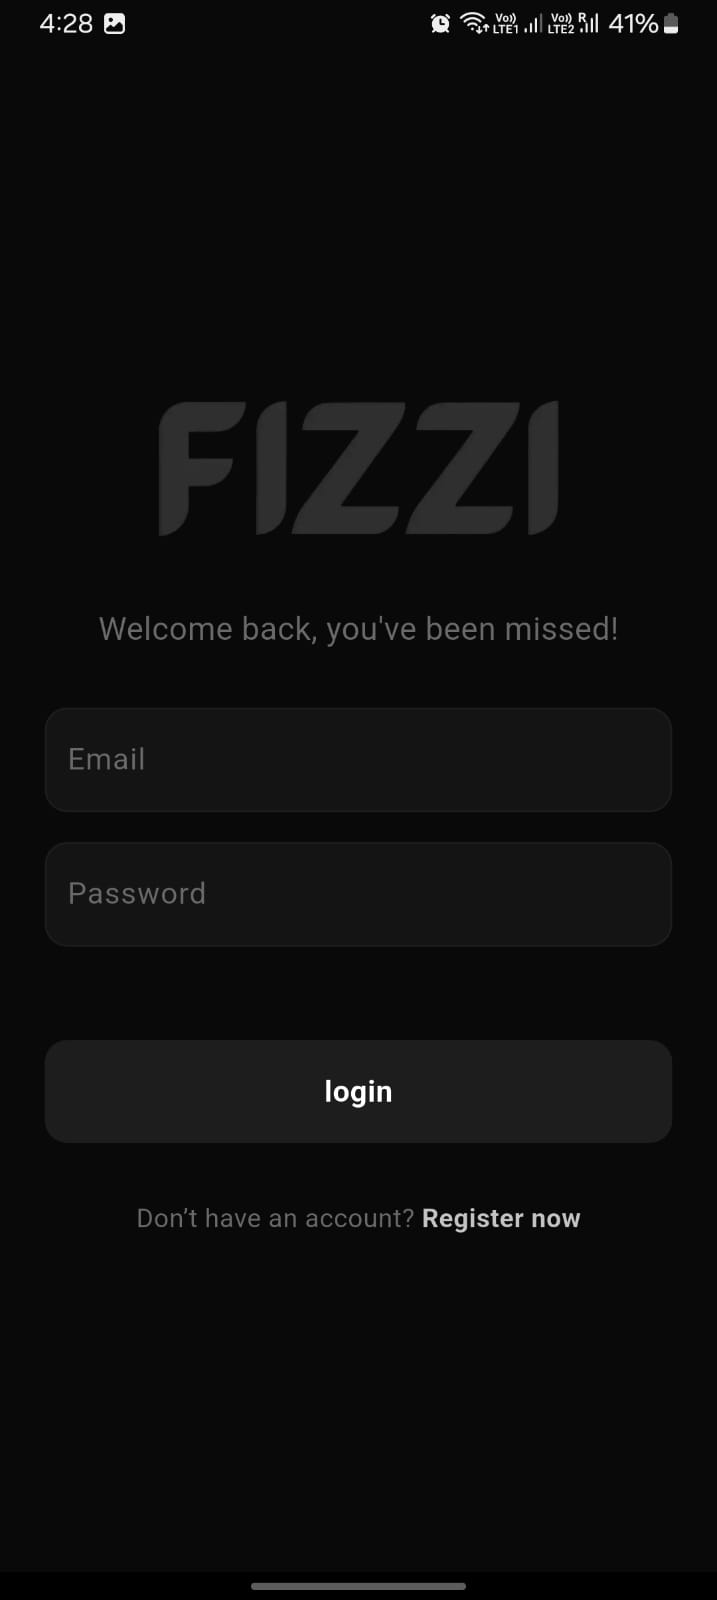 4:28 Vo)) LTE1 Vo)) LTE2 R 41%
FIZZI
Welcome back, you've been missed!
Email
Password
login
Don’t have an account? Register now